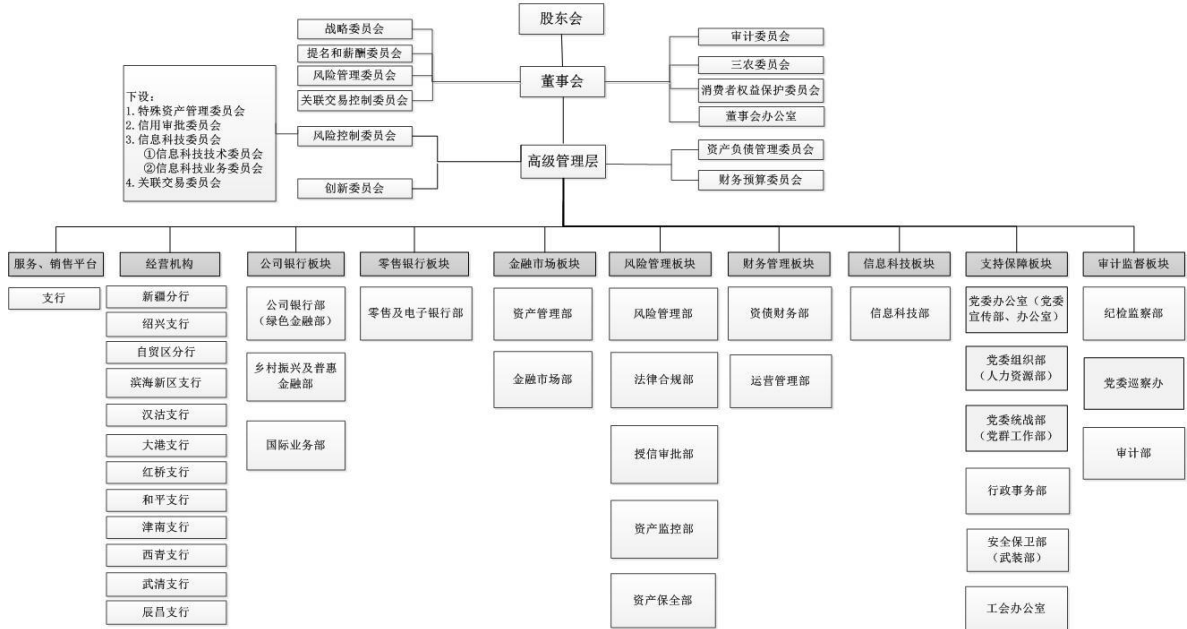 股东会
董事会
高级管理层
战略委员会
提名和薪酬委员会
风险管理委员会
关联交易控制委员会
审计委员会
三农委员会
消费者权益保护委员会
董事会办公室
风险控制委员会
创新委员会
资产负债管理委员会
财务预算委员会
下设:
1.特殊资产管理委员会
2.信用审批委员会
3.信息科技委员会
①信息科技技术委员会
②信息科技业务委员会
4.关联交易委员会
服务、销售平台
支行
经营机构
新疆分行
绍兴支行
自贸区分行
滨海新区支行
汉沽支行
大港支行
红桥支行
和平支行
津南支行
西青支行
武清支行
辰昌支行
公司银行板块
公司银行部
(绿色金融部)
乡村振兴及普惠
金融部
国际业务部
零售银行板块
零售及电子银行部
金融市场板块
资产管理部
金融市场部
风险管理板块
风险管理部
法律合规部
授信审批部
资产监控部
资产保全部
财务管理板块
资债财务部
运营管理部
信息科技板块
信息科技部
支持保障板块
党委办公室(党委
宣传部、办公室)
党委组织部
(人力资源部)
党委统战部
(党群工作部)
行政事务部
安全保卫部
(武装部)
工会办公室
审计监督板块
纪检监察部
党委巡察办
审计部